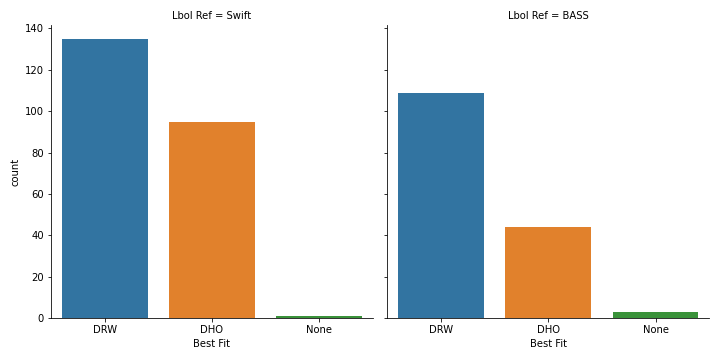 Lbol Ref = Swift
Lbol Ref = BASS
140
120
100
80
60
40
20
0
count
DRW DHO None
Best Fit
DRW DHO None
Best Fit